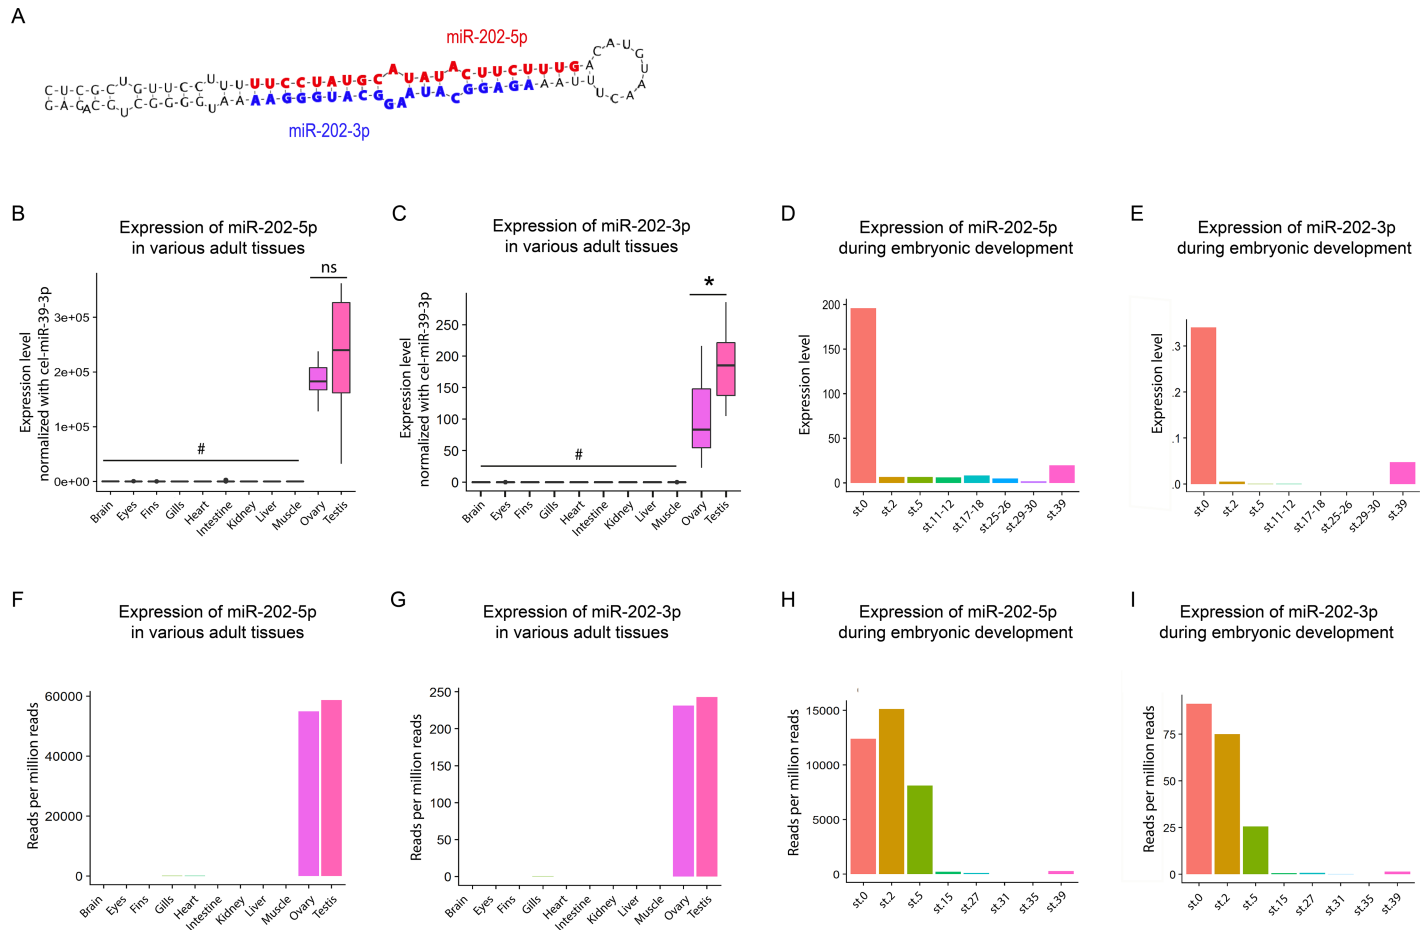 A
miR-202-5p
CUCGCUGUUCCUUUUCCUAUGCAUAUACUUCUUUGACAUGUA
GAGACGCUGGGGUAAAAGGGUACGGAAUACGGAGAAAUUUCA
miR-202-3p
B
Expression of miR-202-5p
in various adult tissues
Expression level
normalized with cel-miR-39-3p
3e+05
2e+05
1e+05
0e+00
ns
#
Brain Eyes Fins Gills Heart Intestine Kidney Liver Muscle Ovary Testis
C
Expression of miR-202-3p
in various adult tissues
Expression level
normalized with cel-miR-39-3p
250
200
150
100
50
0
*
#
Brain Eyes Fins Gills Heart Intestine Kidney Liver Muscle Ovary Testis
D
Expression of miR-202-5p
during embryonic development
Expression level
200
150
100
50
0
st.0 st.2 st.5 st.11-12 st.17-18 st.25-26 st.29-30 st.39
E
Expression of miR-202-3p
during embryonic development
Expression level
.3
.2
.1
.0
st.0 st.2 st.5 st.11-12 st.17-18 st.25-26 st.29-30 st.39
F
Expression of miR-202-5p
in various adult tissues
Reads per million reads
60000
40000
20000
0
Brain Eyes Fins Gills Heart Intestine Kidney Liver Muscle Ovary Testis
G
Expression of miR-202-3p
in various adult tissues
Reads per million reads
250
200
150
100
50
0
Brain Eyes Fins Gills Heart Intestine Kidney Liver Muscle Ovary Testis
H
Expression of miR-202-5p
during embryonic development
Reads per million reads
15000
10000
5000
0
st.0 st.2 st.5 st.15 st.27 st.31 st.35 st.39
I
Expression of miR-202-3p
during embryonic development
Reads per million reads
75
50
25
0
st.0 st.2 st.5 st.15 st.27 st.31 st.35 st.39